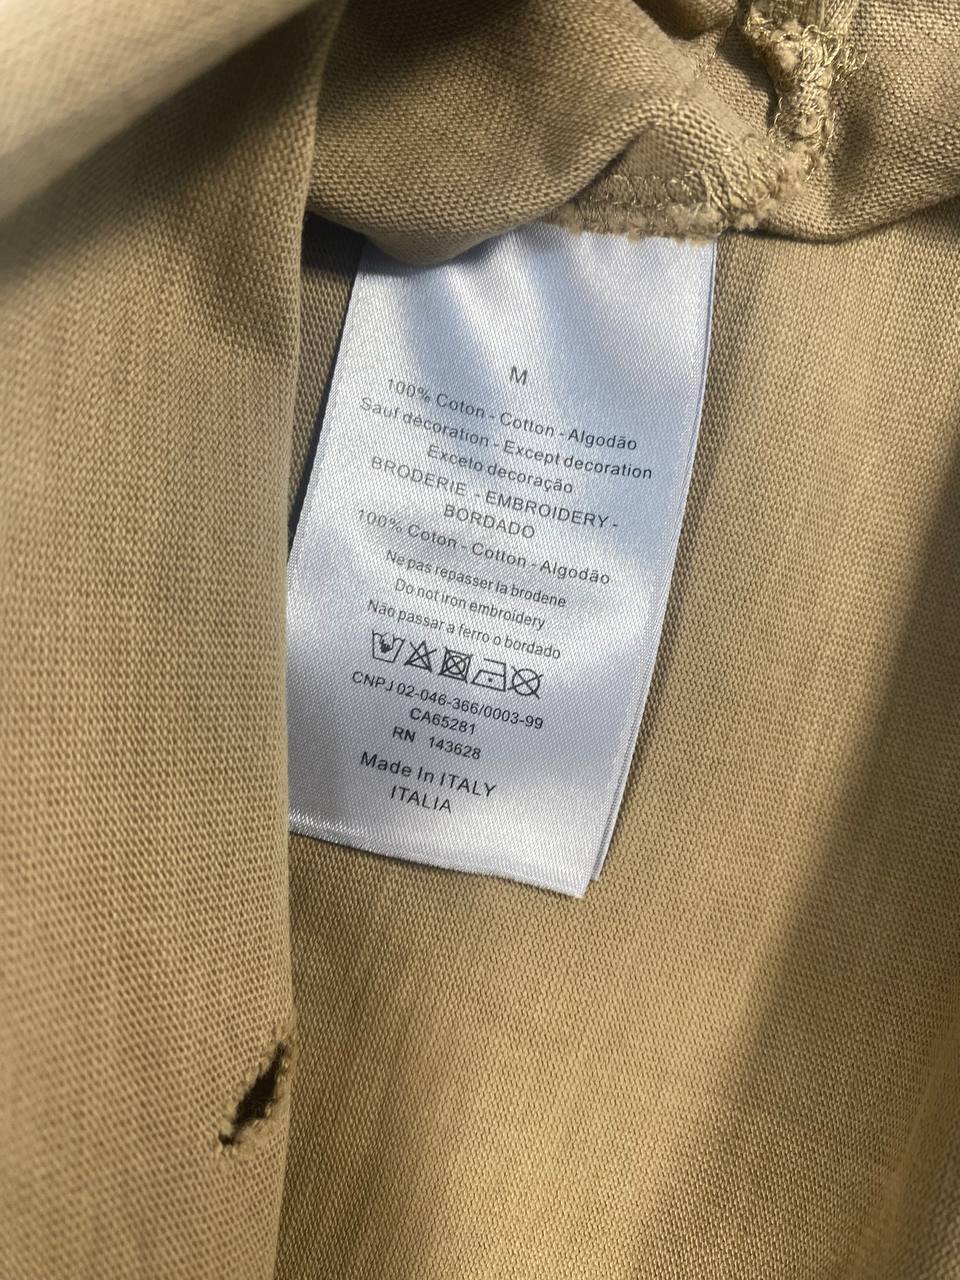 M
100% Coton - Cotton - Algodão
Sauf décoration - Except decoration
Exceto decoração
BRODERIE - EMBROIDERY -
BORDADO
100% Coton - Cotton - Algodão
Ne pas repasser la brodene
Do not iron embroidery
Não passar a ferro o bordado
CNPJ 02-046-366/0003-99
CA65281
RN 143628
Made In ITALY
ITALIA